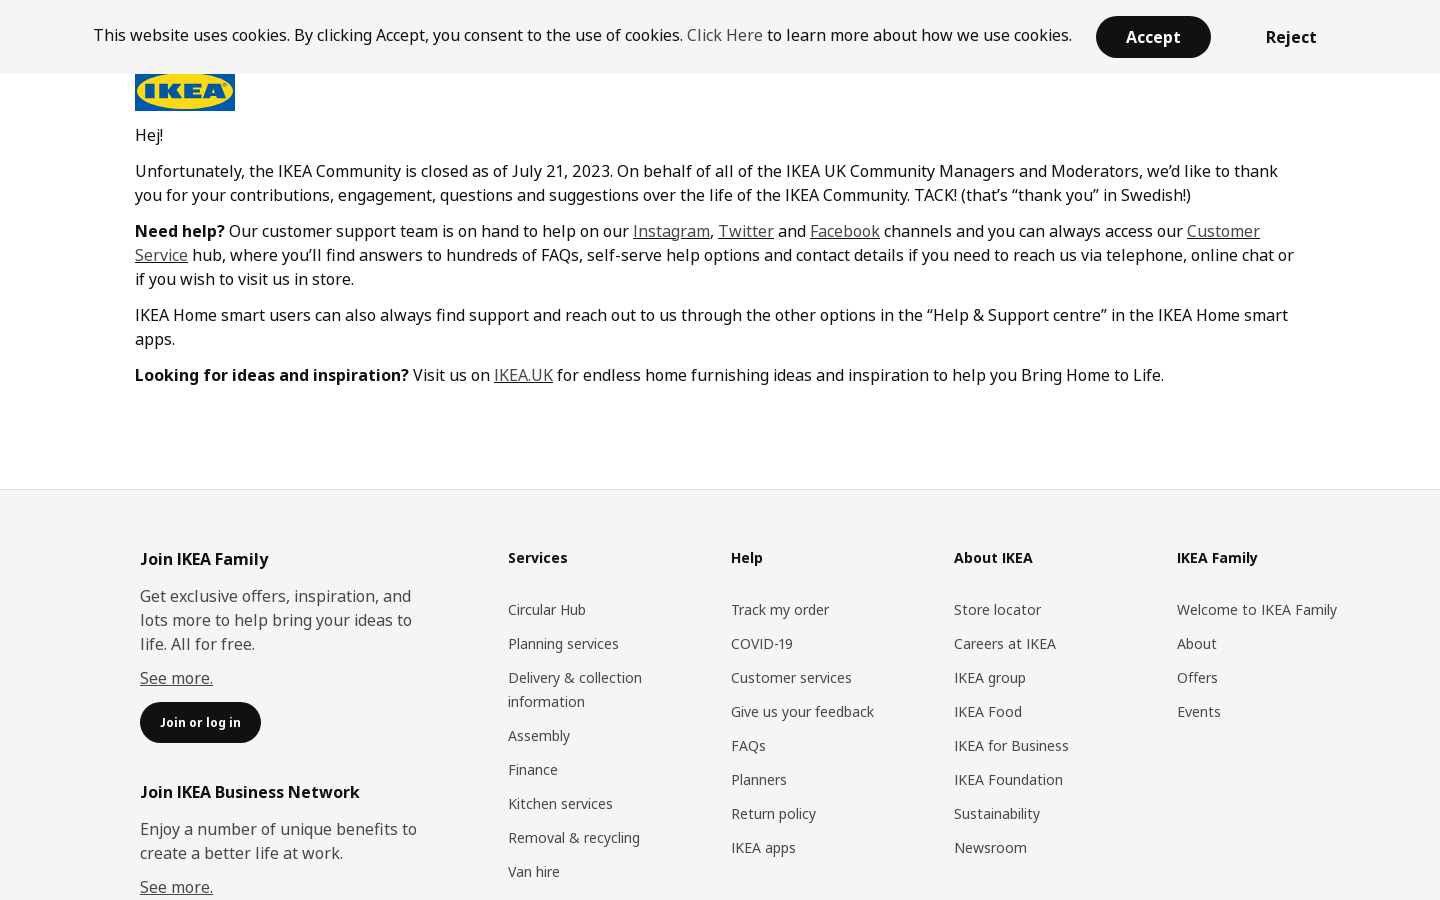 This website uses cookies. By clicking Accept, you consent to the use of cookies. Click Here to learn more about how we use cookies.
Accept
Reject
IKEA
Hej!
Unfortunately, the IKEA Community is closed as of July 21, 2023. On behalf of all of the IKEA UK Community Managers and Moderators, we’d like to thank
you for your contributions, engagement, questions and suggestions over the life of the IKEA Community. TACK! (that’s “thank you” in Swedish!)
Need help? Our customer support team is on hand to help on our Instagram, Twitter and Facebook channels and you can always access our Customer
Service hub, where you’ll find answers to hundreds of FAQs, self-serve help options and contact details if you need to reach us via telephone, online chat or
if you wish to visit us in store.
IKEA Home smart users can also always find support and reach out to us through the other options in the “Help & Support centre” in the IKEA Home smart
apps.
Looking for ideas and inspiration? Visit us on IKEA.UK for endless home furnishing ideas and inspiration to help you Bring Home to Life.
Join IKEA Family
Get exclusive offers, inspiration, and
lots more to help bring your ideas to
life. All for free.
See more.
Join or log in
Join IKEA Business Network
Enjoy a number of unique benefits to
create a better life at work.
See more.
Services
Circular Hub
Planning services
Delivery & collection
information
Assembly
Finance
Kitchen services
Removal & recycling
Van hire
Help
Track my order
COVID-19
Customer services
Give us your feedback
FAQs
Planners
Return policy
IKEA apps
About IKEA
Store locator
Careers at IKEA
IKEA group
IKEA Food
IKEA for Business
IKEA Foundation
Sustainability
Newsroom
IKEA Family
Welcome to IKEA Family
About
Offers
Events